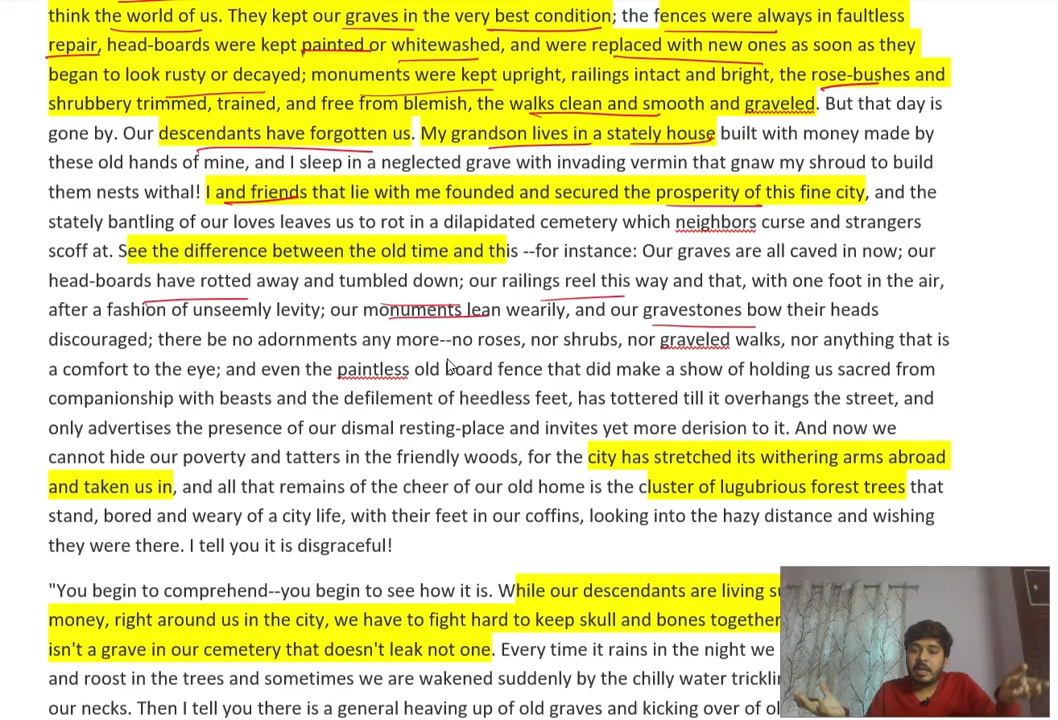 think the world of us. They kept our graves in the very best condition; the fences were always in faultless
repair, head-boards were kept painted or whitewashed, and were replaced with new ones as soon as they
began to look rusty or decayed; monuments were kept upright, railings intact and bright, the rose-bushes and
shrubbery trimmed, trained, and free from blemish, the walks clean and smooth and graveled. But that day is
gone by. Our descendants have forgotten us. My grandson lives in a stately house built with money made by
these old hands of mine, and I sleep in a neglected grave with invading vermin that gnaw my shroud to build
them nests withal! I and friends that lie with me founded and secured the prosperity of this fine city, and the
stately bantling of our loves leaves us to rot in a dilapidated cemetery which neighbors curse and strangers
scoff at. See the difference between the old time and this --for instance: Our graves are all caved in now; our
head-boards have rotted away and tumbled down; our railings reel this way and that, with one foot in the air,
after a fashion of unseemly levity; our monuments lean wearily, and our gravestones bow their heads
discouraged; there be no adornments any more--no roses, nor shrubs, nor graveled walks, nor anything that is
a comfort to the eye; and even the paintless old board fence that did make a show of holding us sacred from
companionship with beasts and the defilement of heedless feet, has tottered till it overhangs the street, and
only advertises the presence of our dismal resting-place and invites yet more derision to it. And now we
cannot hide our poverty and tatters in the friendly woods, for the city has stretched its withering arms abroad
and taken us in, and all that remains of the cheer of our old home is the cluster of lugubrious forest trees that
stand, bored and weary of a city life, with their feet in our coffins, looking into the hazy distance and wishing
they were there. I tell you it is disgraceful!
"You begin to comprehend--you begin to see how it is. While our descendants are living
money, right around us in the city, we have to fight hard to keep skull and bones together
isn't a grave in our cemetery that doesn't leak not one. Every time it rains in the night we
and roost in the trees and sometimes we are wakened suddenly by the chilly water
our necks. Then I tell you there is a general heaving up of old graves and kicking over of